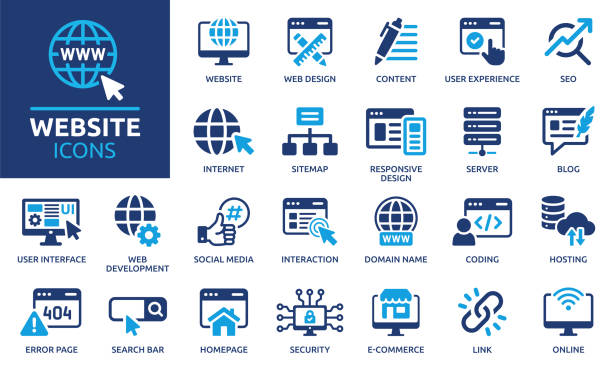 WWW
WEBSITE
ICONS
WEBSITE
WEB DESIGN
CONTENT
USER EXPERIENCE
SEO
INTERNET
SITEMAP
RESPONSIVE
DESIGN
SERVER
BLOG
UI
USER INTERFACE
WEB
DEVELOPMENT
#
SOCIAL MEDIA
INTERACTION
WWW
DOMAIN NAME
</>
CODING
HOSTING
404
!
ERROR PAGE
SEARCH BAR
HOMEPAGE
SECURITY
E-COMMERCE
LINK
ONLINE